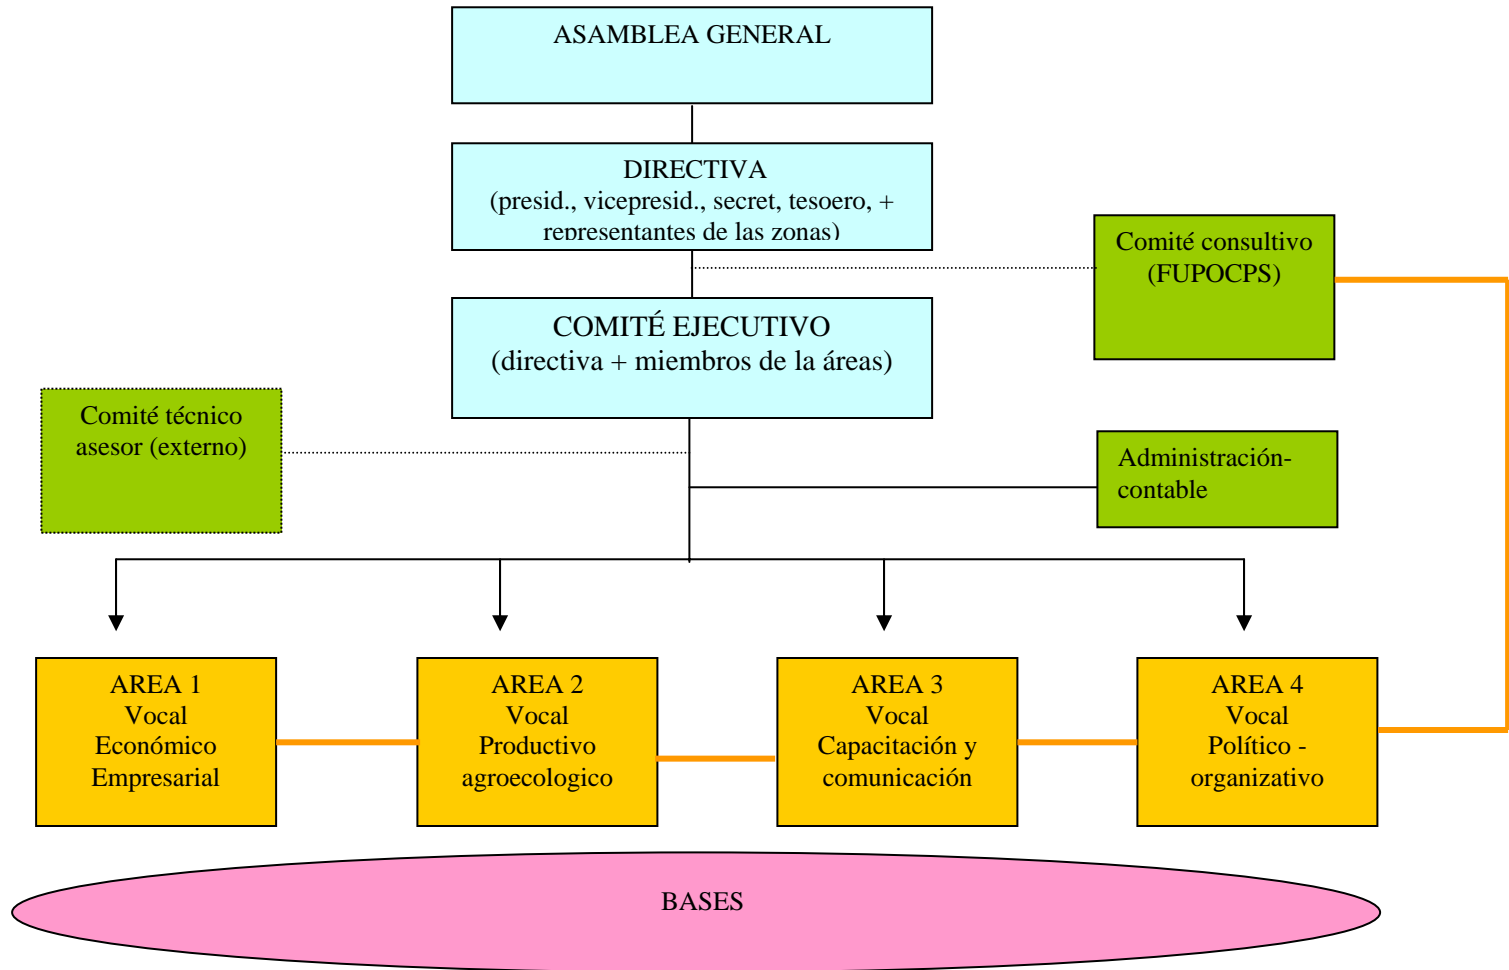 ASAMBLEA GENERAL
DIRECTIVA
(presid., vicepresid., secret, tesoero, +
representantes de las zonas)
Comité consultivo
(FUPOCPS)
COMITÉ EJECUTIVO
(directiva + miembros de la áreas)
Comité técnico
asesor (externo)
Administración-
contable
AREA 1
Vocal
Económico
Empresarial
AREA 2
Vocal
Productivo
agroecologico
AREA 3
Vocal
Capacitación y
comunicación
AREA 4
Vocal
Político -
organizativo
BASES